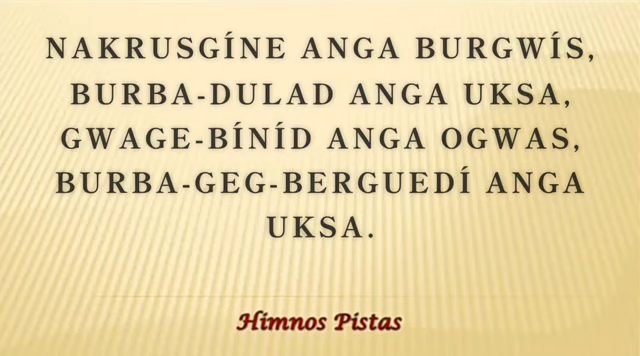 NAKRUSGÍNE ANGA BURGWÍS,
BURBA-DULAD ANGA UKSA,
GWAGE-BÍNÍD ANGA OGWAS,
BURBA-GEG-BERGUEDÍ ANGA
UKSA.
Himnos Pistas